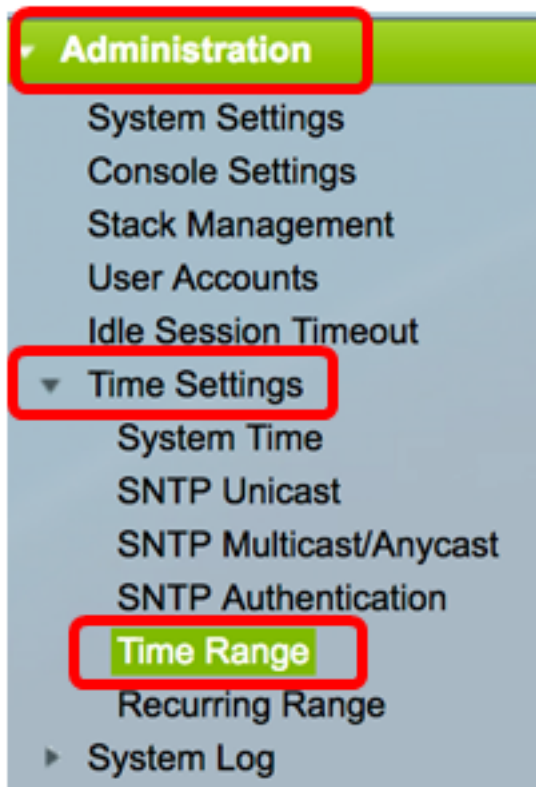 Administration
System Settings
Console Settings
Stack Management
User Accounts
Idle Session Timeout
Time Settings
System Time
SNTP Unicast
SNTP Multicast/Anycast
SNTP Authentication
Time Range
Recurring Range
System Log